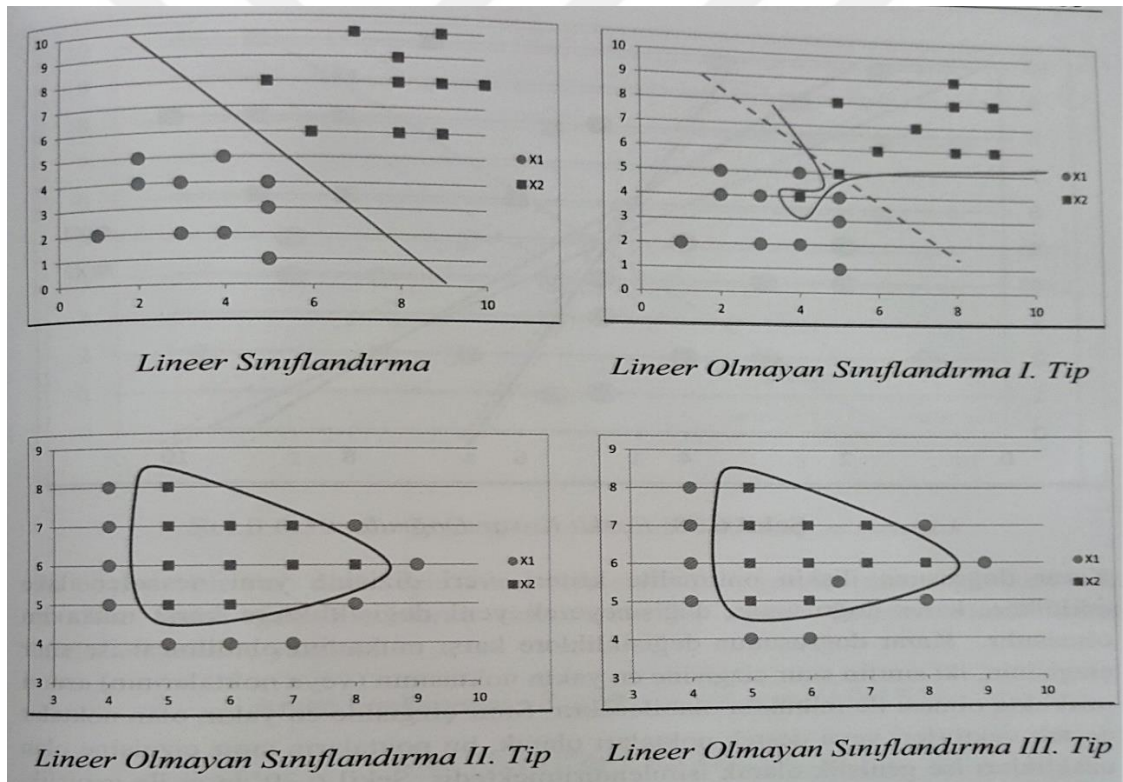 10
9
8
7
6
5
4
3
2
1
0
0 2 4 6 8 10
X1
X2
Lineer Sınıflandırma
10
9
8
7
6
5
4
3
2
1
0
0 2 4 6 8 10
X1
X2
Lineer Olmayan Sınıflandırma I. Tip
9
8
7
6
5
4
3
3 4 5 6 7 8 9 10
X1
X2
Lineer Olmayan Sınıflandırma II. Tip
9
8
7
6
5
4
3
3 4 5 6 7 8 9 10
X1
X2
Lineer Olmayan Sınıflandırma III. Tip